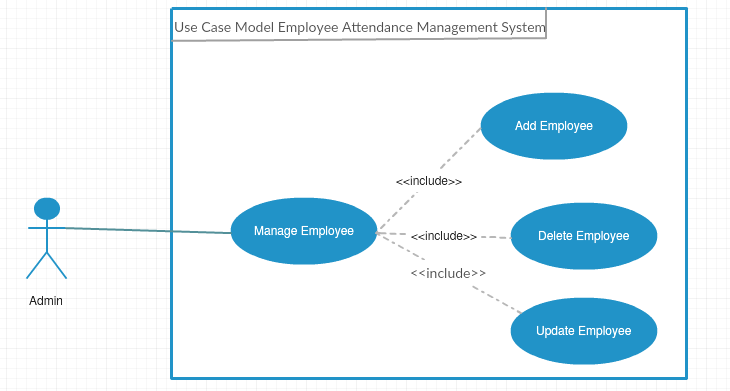 Use Case Model Employee Attendance Management System
Add Employee
<<include>>
Manage Employee
<<include>>
Delete Employee
<<include>>
Admin
Update Employee